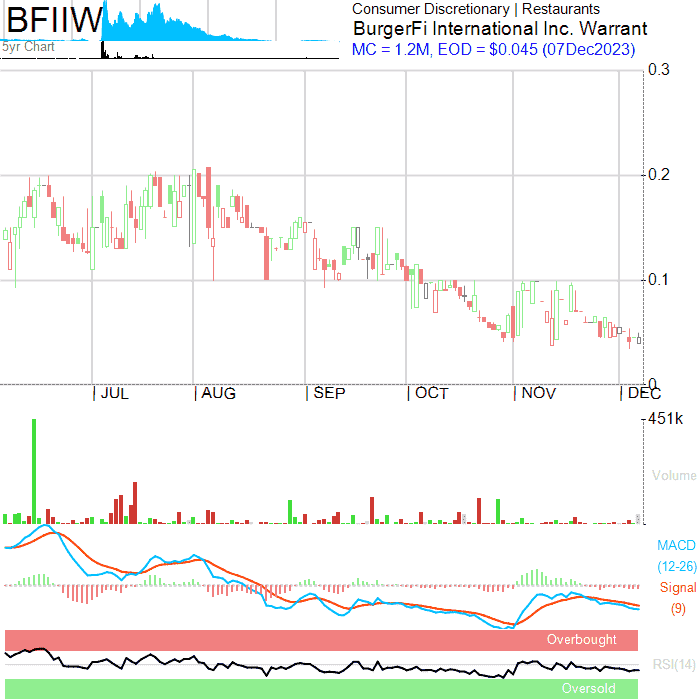 BFIIW
5yr Chart
Consumer Discretionary | Restaurants
BurgerFi International Inc. Warrant
MC = 1.2M, EOD = $0.045 (07Dec2023)
0.3
0.2
0.1
0
JUL AUG SEP OCT NOV DEC
451k
Volume
MACD
(12-26)
Signal
(9)
Overbought
RSI(14)
Oversold